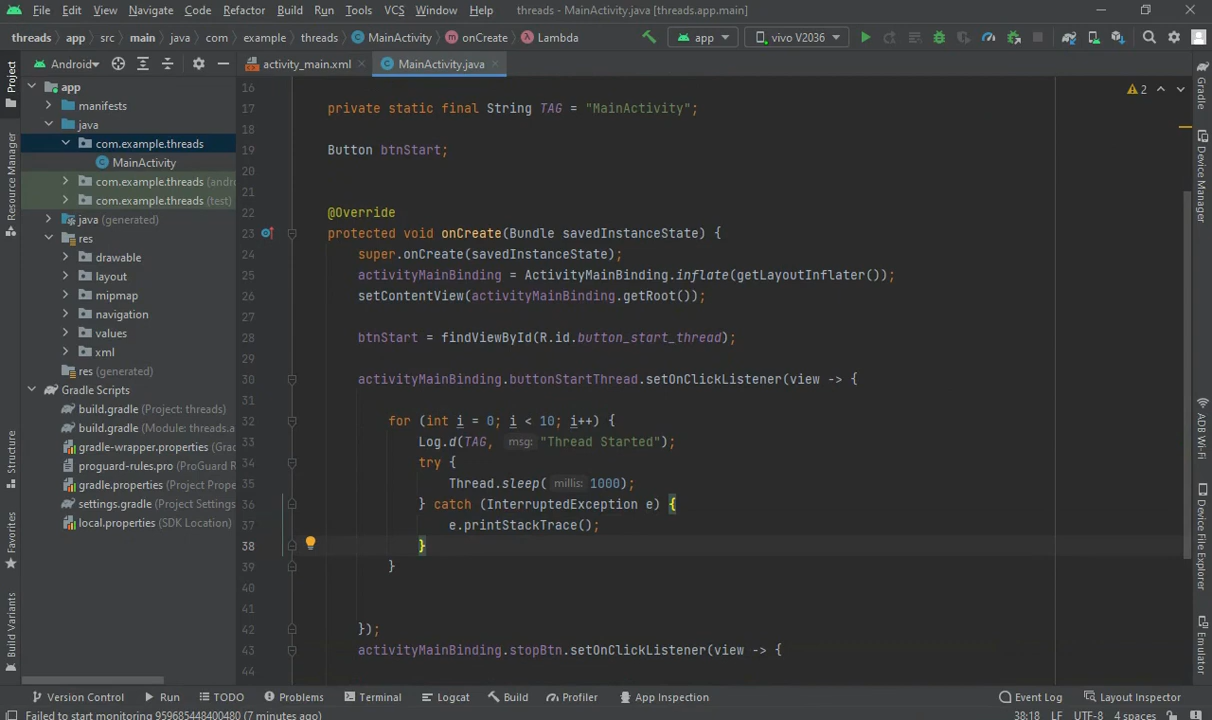 File Edit View Navigate Code Refactor Build Run Tools VCS Window Help threads - MainActivity.java [threads.app.main]
threads app src main java com example threads MainActivity onCreate Lambda app vivo V2036
Android activity_main.xml MainActivity.java
Project
Resource Manager
Structure
Favorites
Build Variants
app
manifests
java
com.example.threads
MainActivity
com.example.threads (andr
com.example.threads (test)
java (generated)
res
drawable
layout
mipmap
navigation
values
xml
res (generated)
Gradle Scripts
build.gradle (Project: threads)
build.gradle (Module: threads.a
gradle-wrapper.properties (Grad
proguard-rules.pro (ProGuard R
gradle.properties (Project Prope
settings.gradle (Project Settings
local.properties (SDK Location)
16
17 private static final String TAG = "MainActivity";
18
19 Button btnStart;
20
21
22 @Override
23 protected void onCreate(Bundle savedInstanceState) {
24 super.onCreate(savedInstanceState);
25 activityMainBinding = ActivityMainBinding.inflate(getLayoutInflater());
26 setContentView(activityMainBinding.getRoot());
27
28 btnStart = findViewById(R.id.button_start_thread);
29
30 activityMainBinding.buttonStartThread.setOnClickListener(view -> {
31
32 for (int i = 0; i < 10; i++) {
33 Log.d(TAG, msg: "Thread Started");
34 try {
35 Thread.sleep( millis: 1000);
36 } catch (InterruptedException e) {
37 e.printStackTrace();
38 }
39 }
40
41
42 });
43 activityMainBinding.stopBtn.setOnClickListener(view -> {
44
2
Gradle
Device Manager
ADB Wi-Fi
Device File Explorer
Emulator
Version Control Run TODO Problems Terminal Logcat Build Profiler App Inspection Event Log Layout Inspector
Failed to start monitoring 959685448400480 (7 minutes ago) 38:18 LF UTF-8 4 spaces